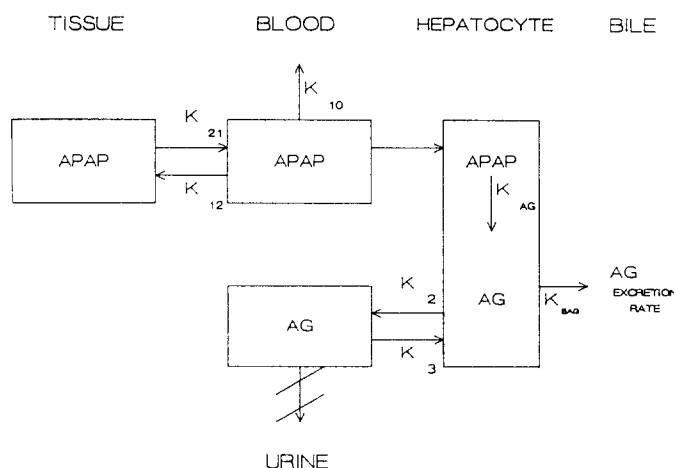 TISSUE BLOOD HEPATOCYTE BILE
K 10
K 21
APAP APAP APAP
K 12
K AG
AG EXCRETION RATE
K 2
AG AG
K BAG
K 3
URINE